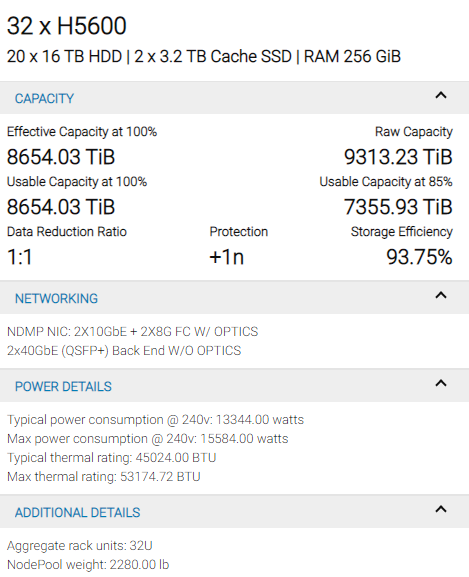 32 x H5600
20 x 16 TB HDD | 2 x 3.2 TB Cache SSD | RAM 256 GiB
CAPACITY
Effective Capacity at 100% Raw Capacity
8654.03 TiB 9313.23 TiB
Usable Capacity at 100% Usable Capacity at 85%
8654.03 TiB 7355.93 TiB
Data Reduction Ratio Protection Storage Efficiency
1:1 +1n 93.75%
NETWORKING
NDMP NIC: 2X10GbE + 2X8G FC W/ OPTICS
2x40GbE (QSFP+) Back End W/O OPTICS
POWER DETAILS
Typical power consumption @ 240v: 13344.00 watts
Max power consumption @ 240v: 15584.00 watts
Typical thermal rating: 45024.00 BTU
Max thermal rating: 53174.72 BTU
ADDITIONAL DETAILS
Aggregate rack units: 32U
NodePool weight: 2280.00 lb